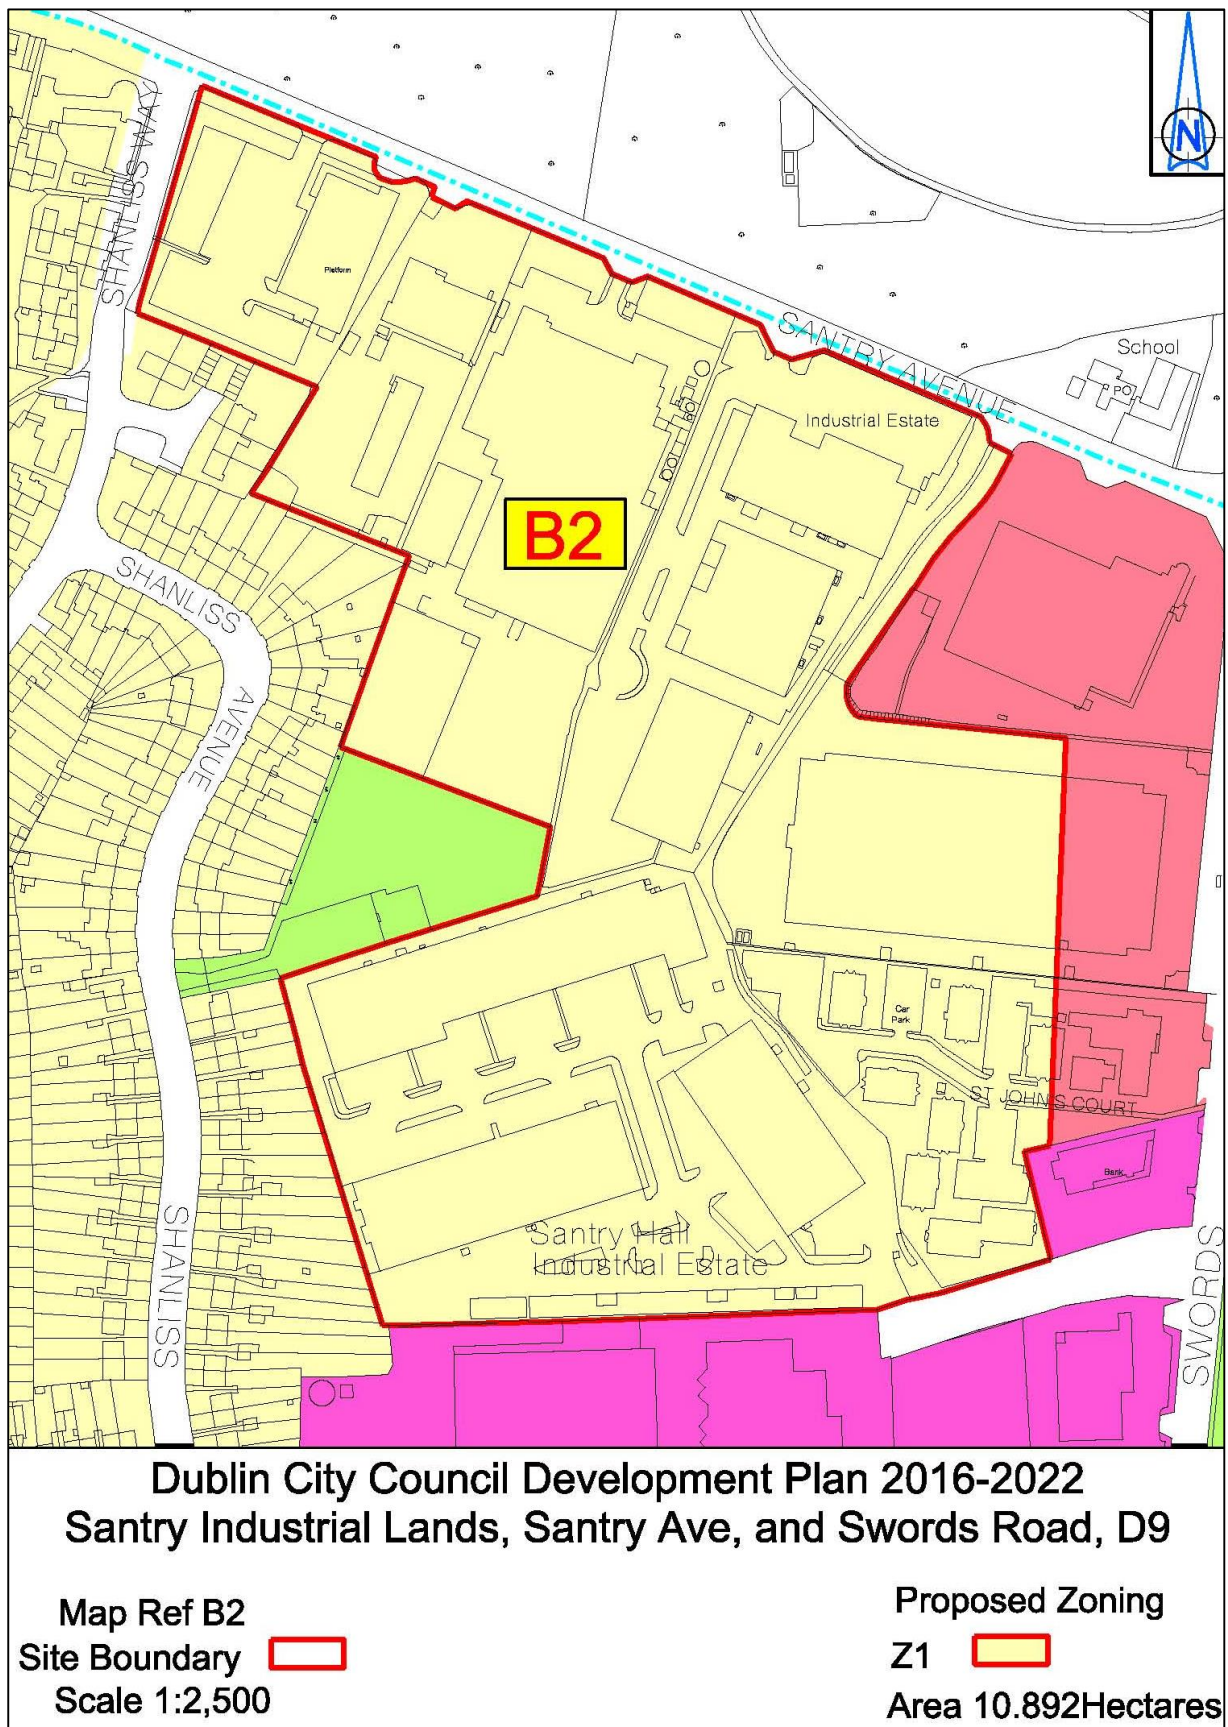 N
SHANLISS WAY
Platform
SANTRY AVENUE
School
PO
Industrial Estate
B2
SHANLISS
AVENUE
Car
Park
ST JOHN'S COURT
Bank
Santry Hall
Industrial Estate
SHANLISS
SWORDS
Dublin City Council Development Plan 2016-2022
Santry Industrial Lands, Santry Ave, and Swords Road, D9
Map Ref B2
Site Boundary
Scale 1:2,500
Proposed Zoning
Z1
Area 10.892Hectares